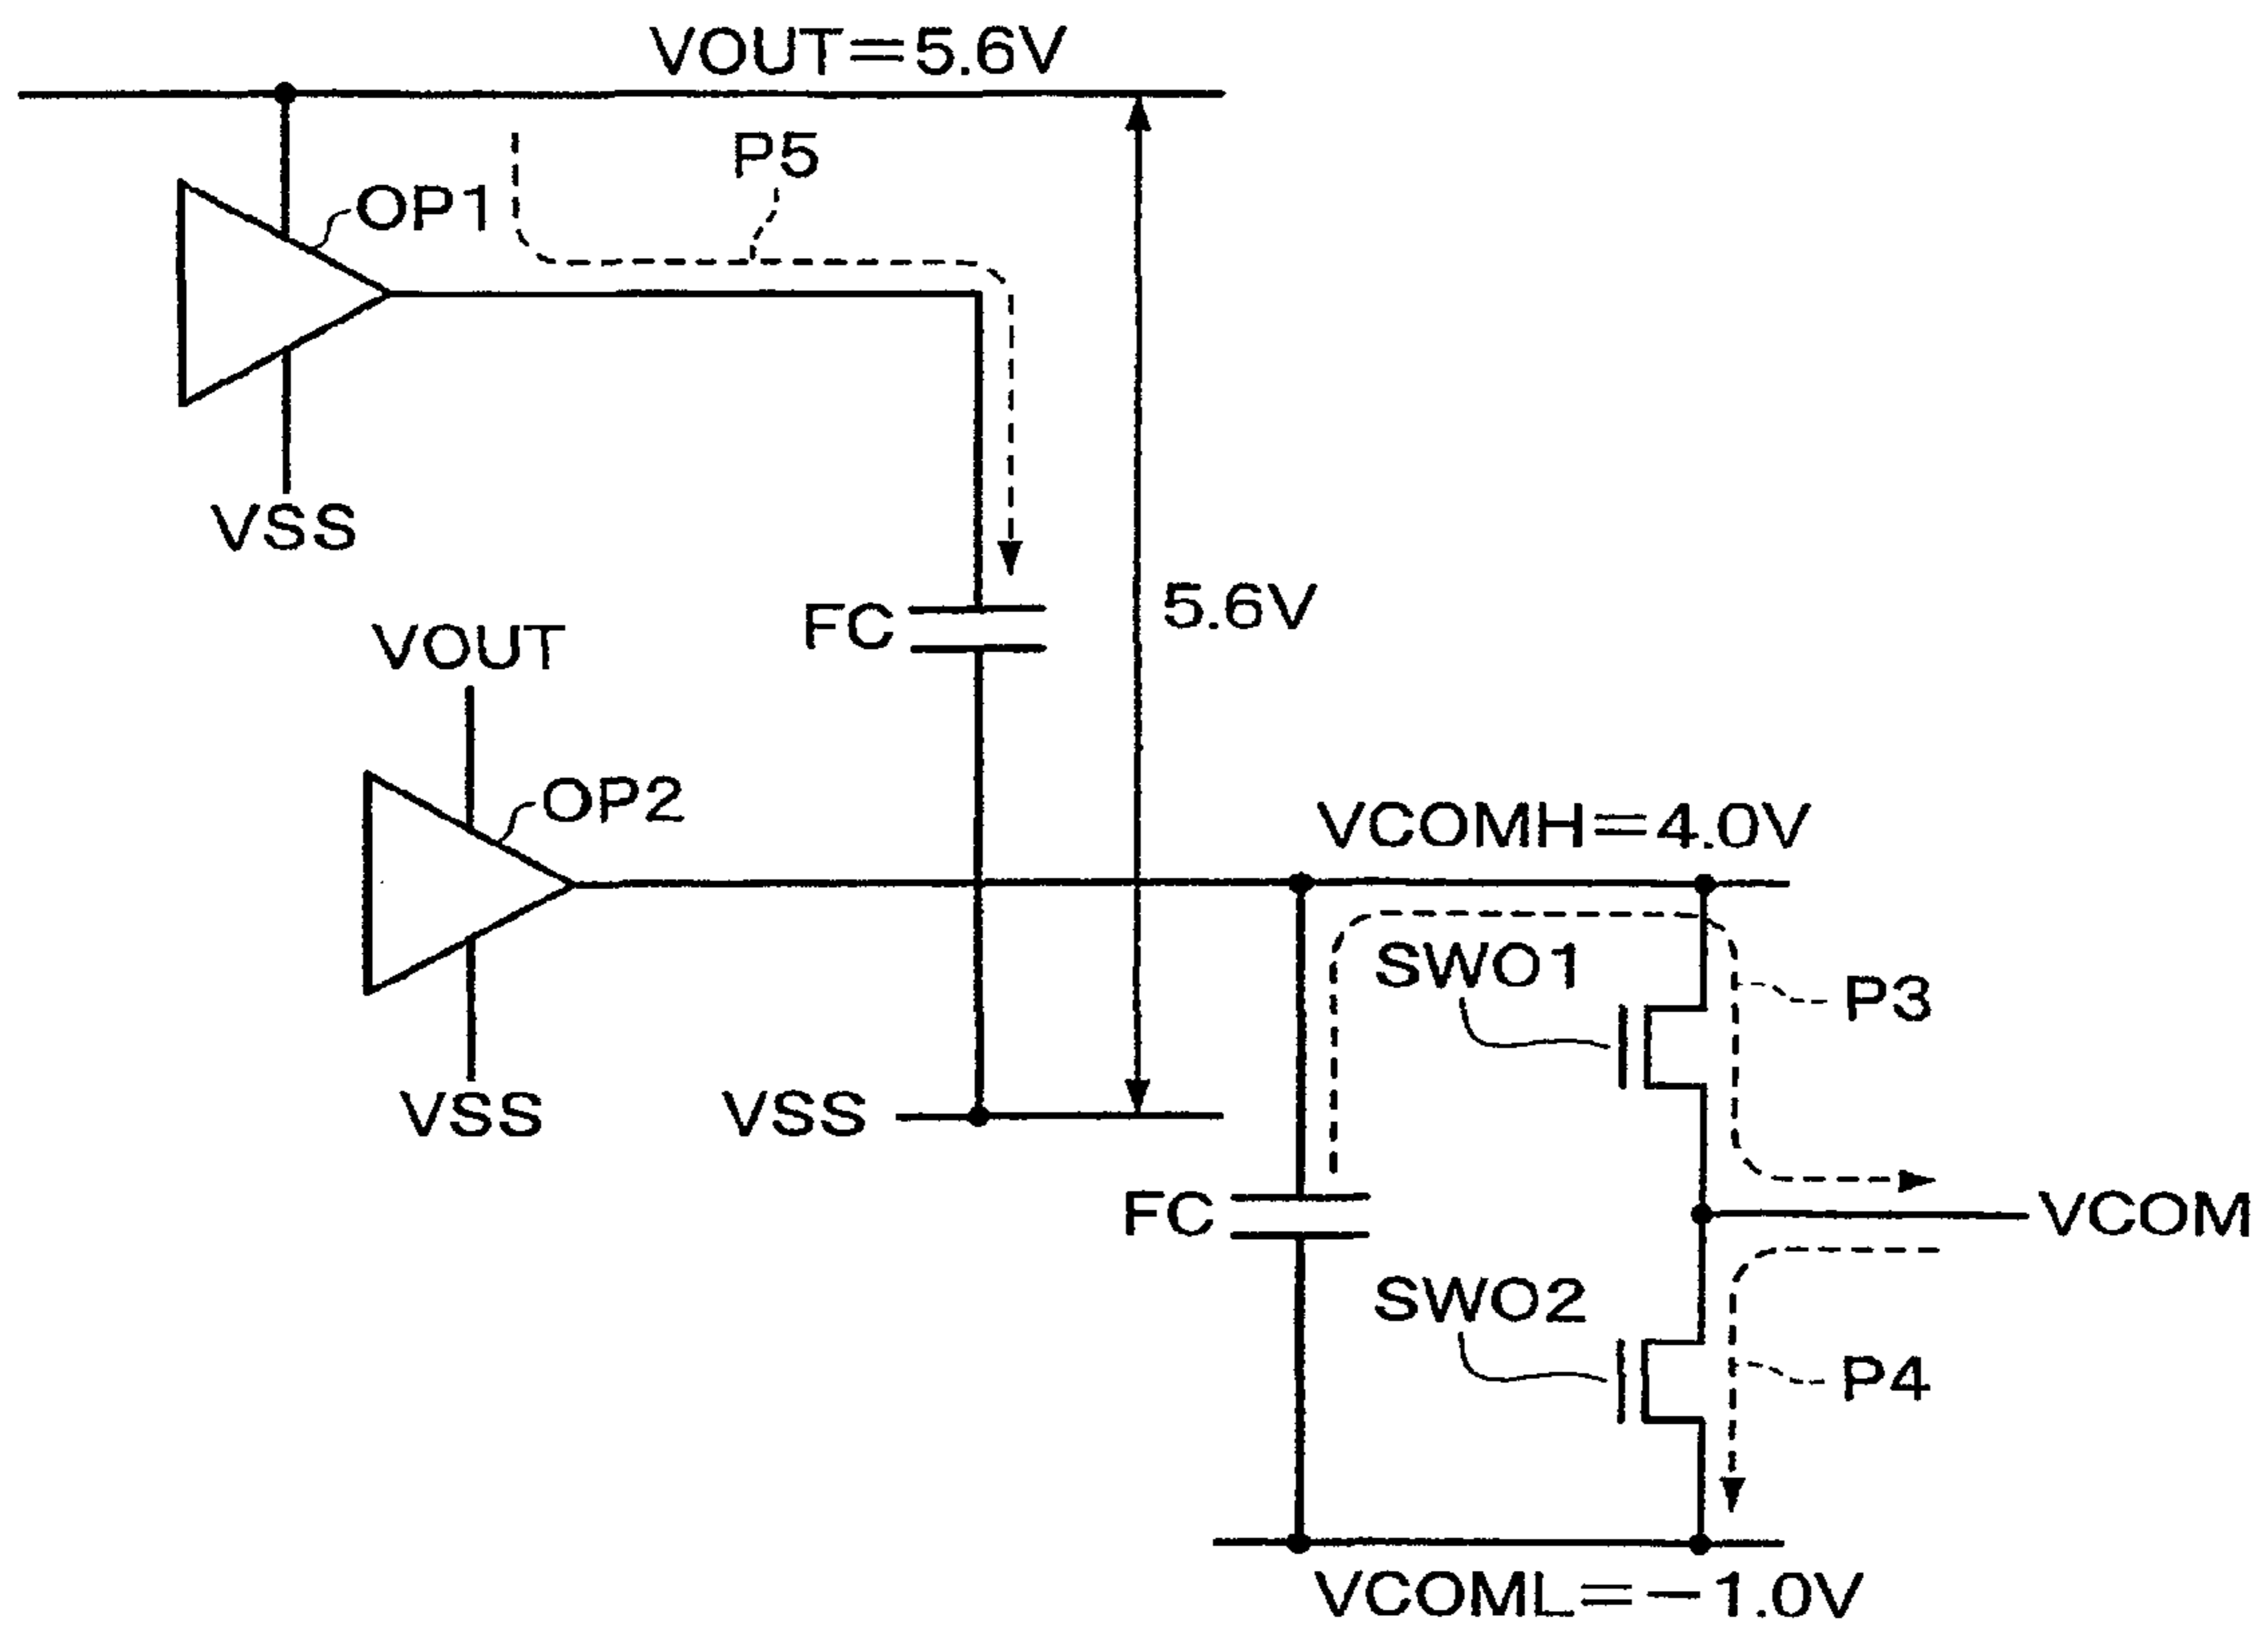 VOUT=5.6V
P5
OP1
VSS
FC
5.6V
VOUT
OP2
VCOMH=4.0V
SWO1
P3
VSS
VSS
FC
VCOM
SWO2
P4
VCOML=-1.0V